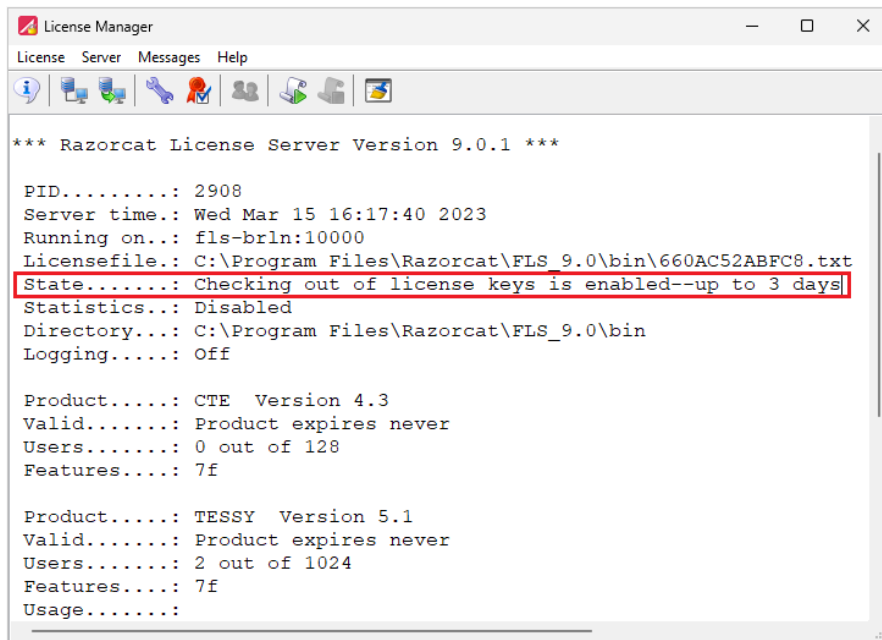 License Manager
License Server Messages Help
*** Razorcat License Server Version 9.0.1 ***
PID.........: 2908
Server time.: Wed Mar 15 16:17:40 2023
Running on..: fls-brln:10000
Licensefile.: C:\Program Files\Razorcat\FLS_9.0\bin\660AC52ABFC8.txt
State.......: Checking out of license keys is enabled--up to 3 days
Statistics..: Disabled
Directory...: C:\Program Files\Razorcat\FLS_9.0\bin
Logging.....: Off
Product.....: CTE  Version 4.3
Valid.......: Product expires never
Users.......: 0 out of 128
Features....: 7f
Product.....: TESSY  Version 5.1
Valid.......: Product expires never
Users.......: 2 out of 1024
Features....: 7f
Usage.......: